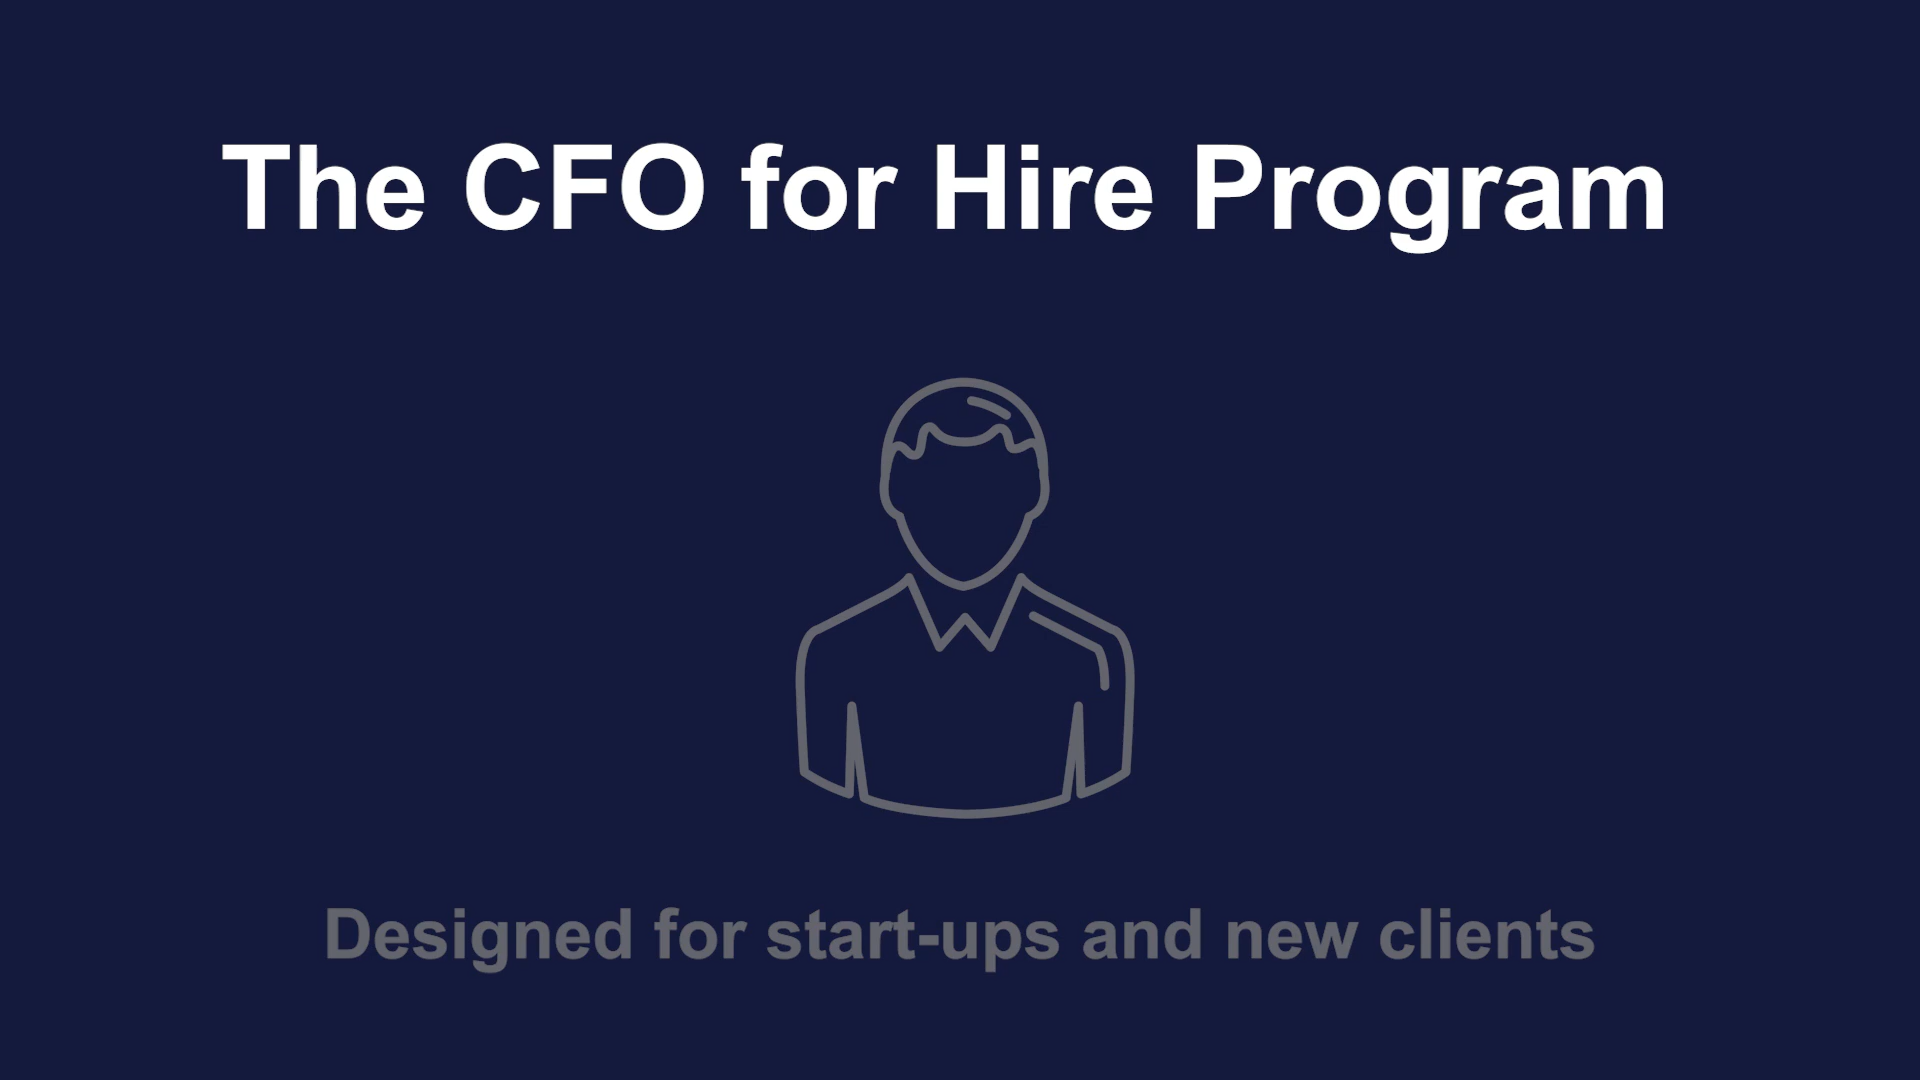 The CFO for Hire Program
Designed for start-ups and new clients